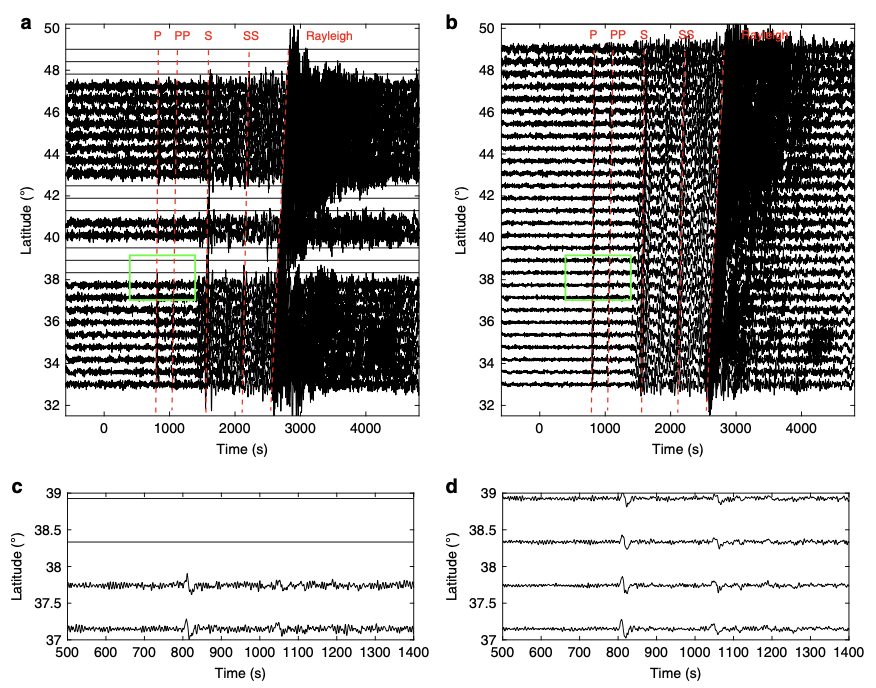 a
50
48
46
44
42
40
38
36
34
32
Latitude (°)
P PP S SS Rayleigh
0 1000 2000 3000 4000
Time (s)
b
50
48
46
44
42
40
38
36
34
32
Latitude (°)
P PP S SS Rayleigh
0 1000 2000 3000 4000
Time (s)
c
39
38.5
38
37.5
37
Latitude (°)
500 600 700 800 900 1000 1100 1200 1300 1400
Time (s)
d
39
38.5
38
37.5
37
Latitude (°)
500 600 700 800 900 1000 1100 1200 1300 1400
Time (s)